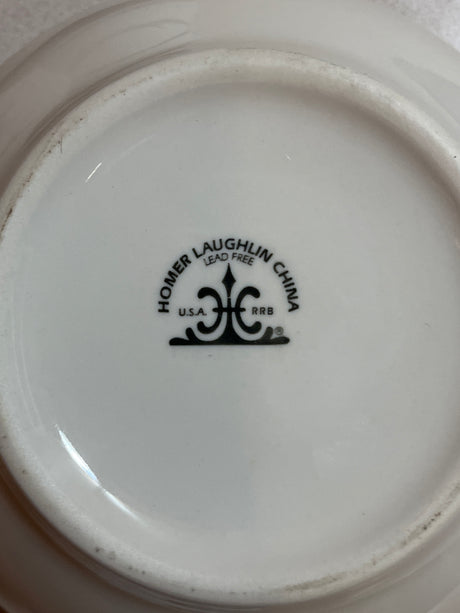 HOMER LAUGHLIN CHINA
LEAD FREE
U.S.A. RRB
®